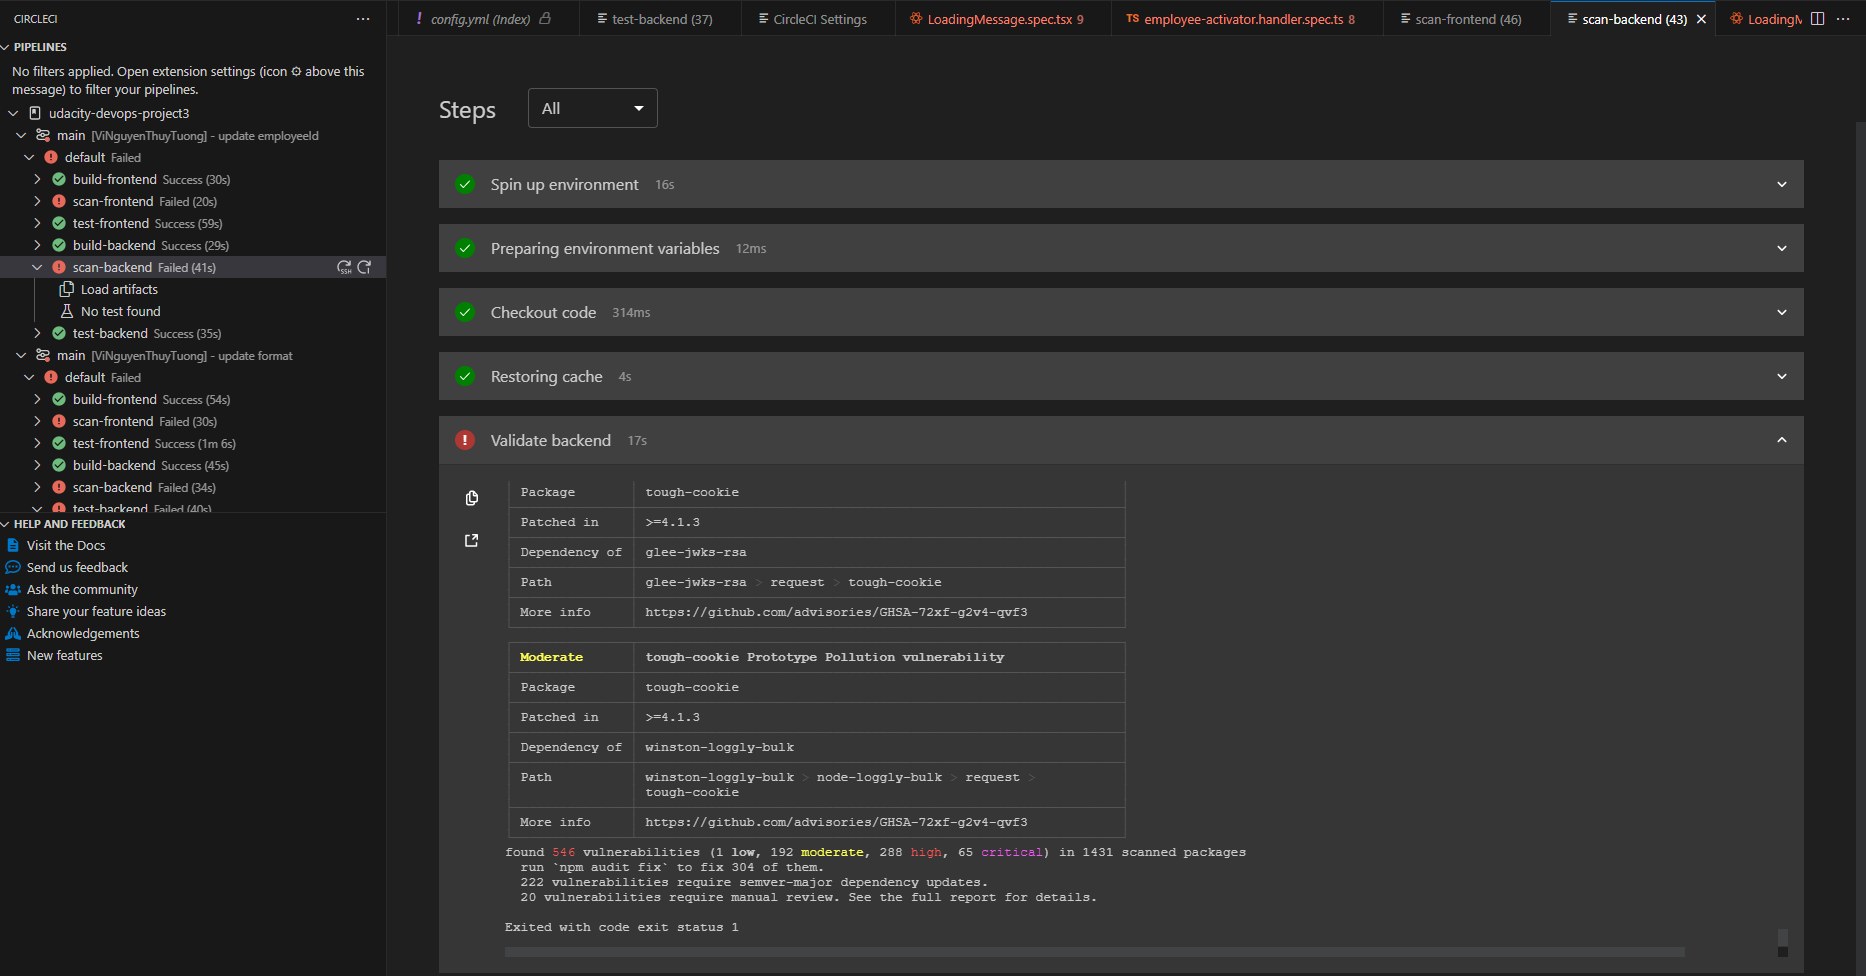 CIRCLECI
PIPELINES
No filters applied. Open extension settings (icon ⚙ above this
message) to filter your pipelines.
udacity-devops-project3
main [ViNguyenThuyTuong] - update employeeId
default Failed
build-frontend Success (30s)
scan-frontend Failed (20s)
test-frontend Success (59s)
build-backend Success (29s)
scan-backend Failed (41s)
SSH
Load artifacts
No test found
test-backend Success (35s)
main [ViNguyenThuyTuong] - update format
default Failed
build-frontend Success (54s)
scan-frontend Failed (30s)
test-frontend Success (1m 6s)
build-backend Success (45s)
scan-backend Failed (34s)
test-backend Failed (40s)
HELP AND FEEDBACK
Visit the Docs
Send us feedback
Ask the community
Share your feature ideas
Acknowledgements
New features
! config.yml (Index)
test-backend (37)
CircleCI Settings
LoadingMessage.spec.tsx 9
TS employee-activator.handler.spec.ts 8
scan-frontend (46)
scan-backend (43)
LoadingM
Steps
All
Spin up environment 16s
Preparing environment variables 12ms
Checkout code 314ms
Restoring cache 4s
Validate backend 17s
Package tough-cookie
Patched in >=4.1.3
Dependency of glee-jwks-rsa
Path glee-jwks-rsa > request > tough-cookie
More info https://github.com/advisories/GHSA-72xf-g2v4-qvf3
Moderate tough-cookie Prototype Pollution vulnerability
Package tough-cookie
Patched in >=4.1.3
Dependency of winston-loggly-bulk
Path winston-loggly-bulk > node-loggly-bulk > request >
tough-cookie
More info https://github.com/advisories/GHSA-72xf-g2v4-qvf3
found 546 vulnerabilities (1 low, 192 moderate, 288 high, 65 critical) in 1431 scanned packages
run `npm audit fix` to fix 304 of them.
222 vulnerabilities require semver-major dependency updates.
20 vulnerabilities require manual review. See the full report for details.
Exited with code exit status 1